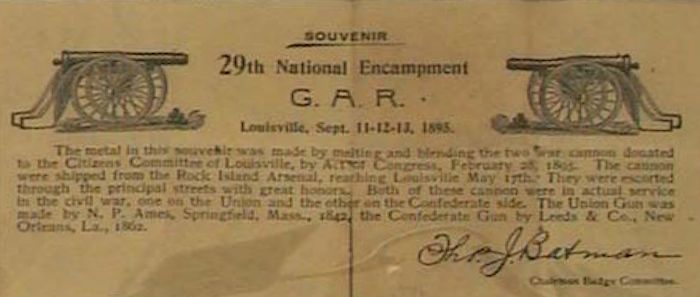 SOUVENIR
29th National Encampment
G. A. R.
Louisville, Sept. 11-12-13, 1895.
The metal in this souvenir was made by melting and blending the two war cannon donated
to the Citizens Committee of Louisville, by Act of Congress, February 28, 1895. The cannon
were shipped from the Rock Island Arsenal, reaching Louisville May 17th. They were escorted
through the principal streets with great honors. Both of these cannon were in actual service
in the civil war, one on the Union and the other on the Confederate side. The Union Gun was
made by N. P. Ames, Springfield, Mass., 1842, the Confederate Gun by Leeds & Co., New
Orleans, La., 1862.
Thos. J. Batman
Chairman Badge Committee.